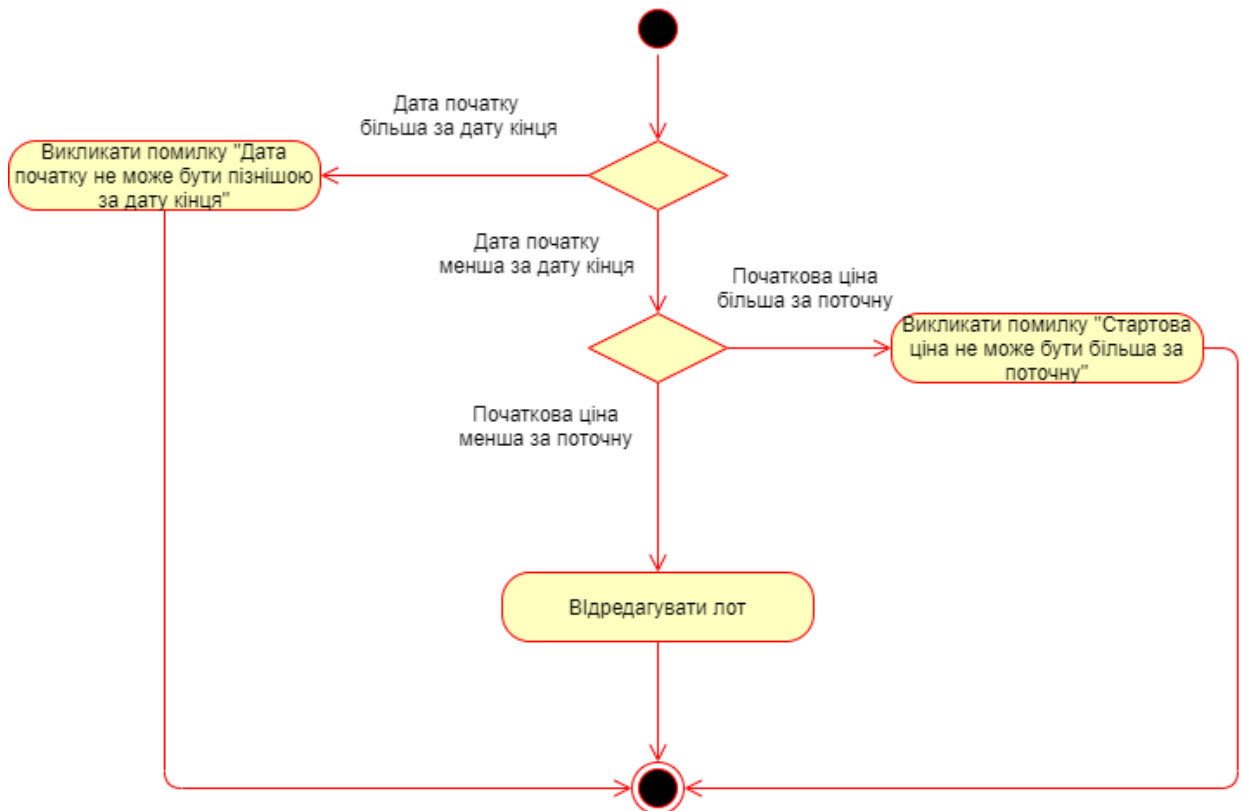 Дата початку
більша за дату кінця
Викликати помилку "Дата
початку не може бути пізнішою
за дату кінця"
Дата початку
менша за дату кінця
Початкова ціна
більша за поточну
Викликати помилку "Стартова
ціна не може бути більша за
поточну"
Початкова ціна
менша за поточну
ВІдредагувати лот